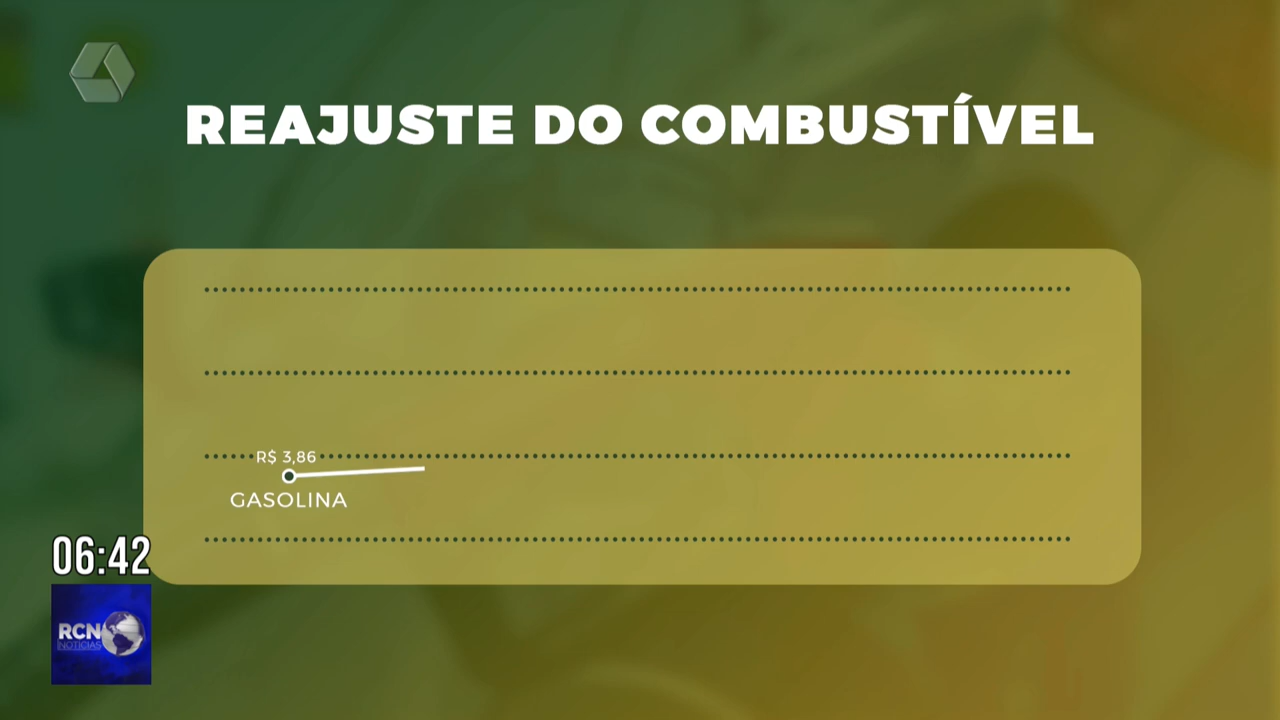 REAJUSTE DO COMBUSTÍVEL
R$ 3,86
GASOLINA
06:42
RCN
NOTÍCIAS